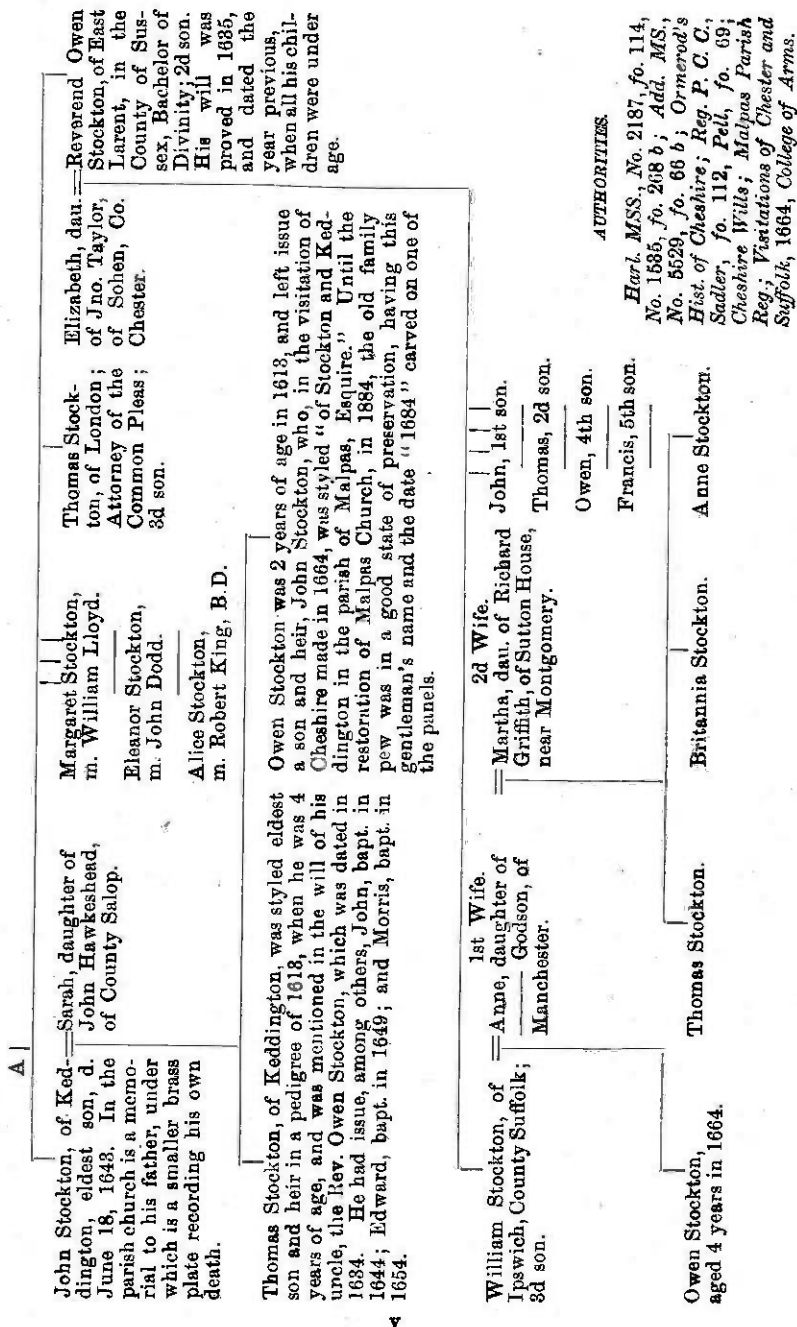 A
John Stockton, of Ked-
dington, eldest son, d.
June 18, 1643. In the
parish church is a memo-
rial to his father, under
which is a smaller brass
plate recording his own
death.
Sarah, daughter of
John Hawkeshead,
of County Salop.
Margaret Stockton,
m. William Lloyd.
Eleanor Stockton,
m. John Dodd.
Alice Stockton,
m. Robert King, B.D.
Thomas Stock-
ton, of London;
Attorney of the
Common Pleas;
3d son.
Elizabeth, dau.
of Jno. Taylor,
of Sohen, Co.
Chester.
Reverend Owen
Stockton, of East
Larent, in the
County of Sus-
sex, Bachelor of
Divinity; 2d son.
His will was
proved in 1635,
and dated the
year previous,
when all his chil-
dren were under
age.
Thomas Stockton, of Keddington, was styled eldest
son and heir in a pedigree of 1613, when he was 4
years of age, and was mentioned in the will of his
uncle, the Rev. Owen Stockton, which was dated in
1634. He had issue, among others, John, bapt. in
1644; Edward, bapt. in 1649; and Morris, bapt. in
1654.
Owen Stockton was 2 years of age in 1613, and left issue
a son and heir, John Stockton, who, in the visitation of
Cheshire made in 1664, was styled "of Stockton and Ked-
dington in the parish of Malpas, Esquire." Until the
restoration of Malpas Church, in 1884, the old family
pew was in a good state of preservation, having this
gentleman's name and the date "1684" carved on one of
the panels.
William Stockton, of
Ipswich, County Suffolk;
3d son.
1st Wife.
Anne, daughter of
—— Godson, of
Manchester.
2d Wife.
Martha, dau. of Richard
Griffith, of Sutton House,
near Montgomery.
John, 1st son.
Thomas, 2d son.
Owen, 4th son.
Francis, 5th son.
Owen Stockton,
aged 4 years in 1664.
Thomas Stockton.
Britannia Stockton.
Anne Stockton.
AUTHORITIES.
Harl. MSS., No. 2187, fo. 114,
No. 1535, fo. 268 b; Add. MS.,
No. 5529, fo. 66 b; Ormerod's
Hist. of Cheshire; Reg. P. C. C.,
Sadler, fo. 112, Pell, fo. 69;
Cheshire Wills; Malpas Parish
Reg.; Visitations of Chester and
Suffolk, 1664, College of Arms.
v